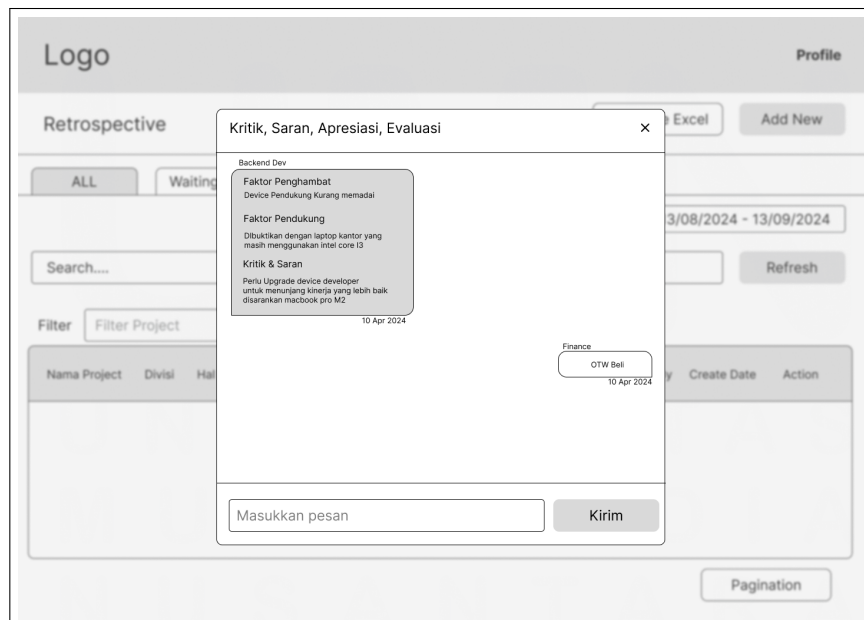 Logo
Profile
Retrospective
Excel
Add New
Kritik, Saran, Apresiasi, Evaluasi
×
ALL
Waiting
Backend Dev
Faktor Penghambat
Device Pendukung Kurang memadai
Faktor Pendukung
DIbuktikan dengan laptop kantor yang
masih menggunakan intel core I3
Kritik & Saran
Perlu Upgrade device developer
untuk menunjang kinerja yang lebih baik
disarankan macbook pro M2
10 Apr 2024
3/08/2024 - 13/09/2024
Search....
Refresh
Filter
Filter Project
Finance
OTW Beli
10 Apr 2024
Nama Project
Divisi
Hal
Create Date
Action
Masukkan pesan
Kirim
Pagination